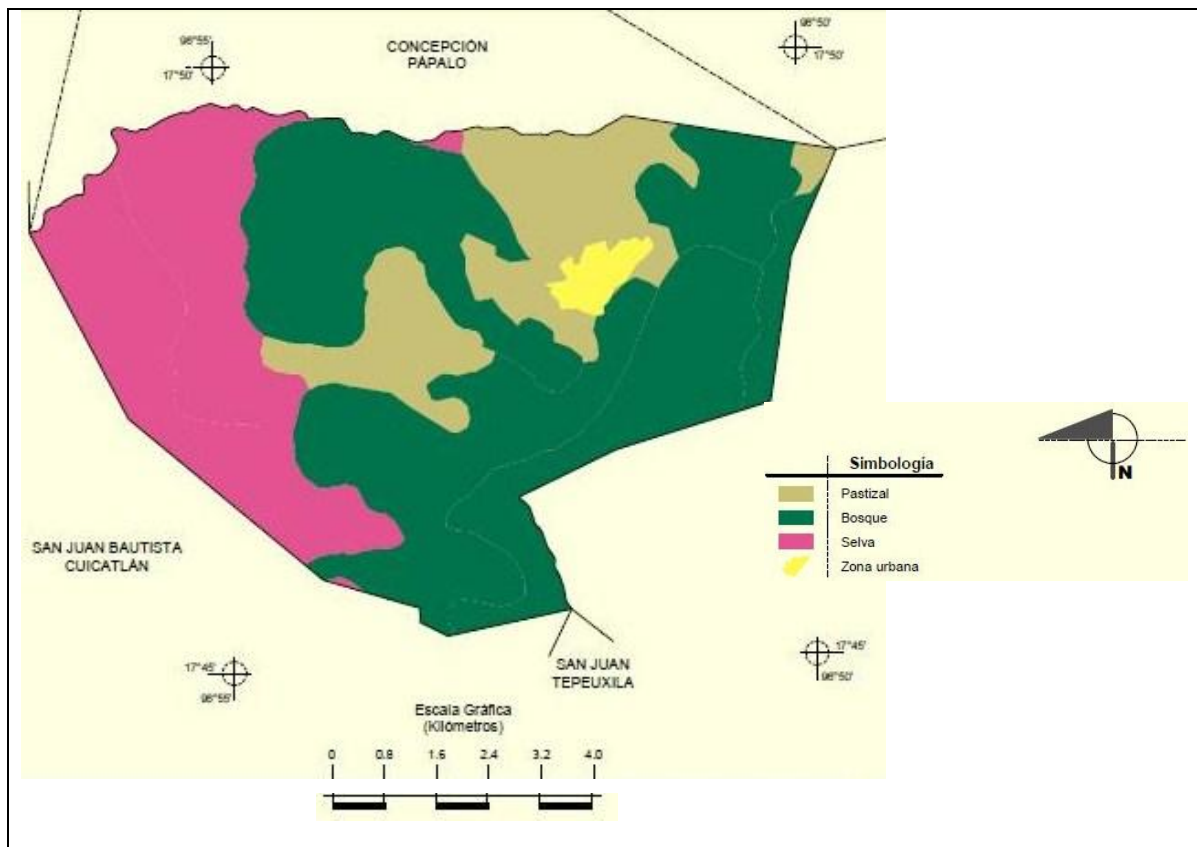 96°55'
17°50'
CONCEPCIÓN
PÁPALO
96°50'
17°50'
Simbología
Pastizal
Bosque
Selva
Zona urbana
N
SAN JUAN BAUTISTA
CUICATLÁN
17°45'
96°55'
SAN JUAN
TEPEUXILA
17°45'
96°50'
Escala Gráfica
(Kilómetros)
0 0.8 1.6 2.4 3.2 4.0